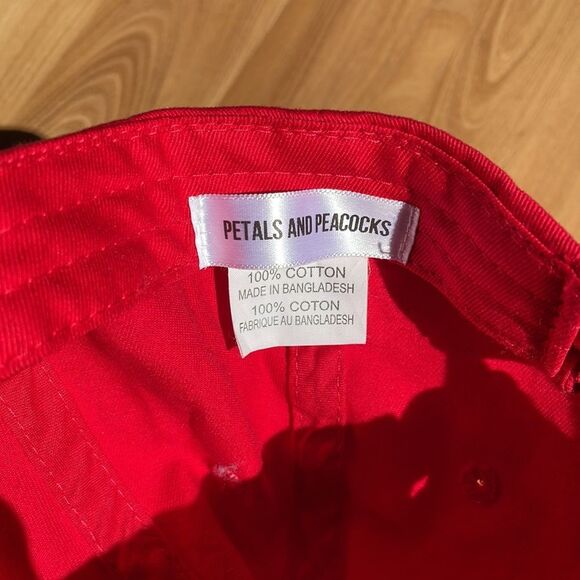 PETALS AND PEACOCKS
100% COTTON
MADE IN BANGLADESH
100% COTON
FABRIQUE AU BANGLADESH